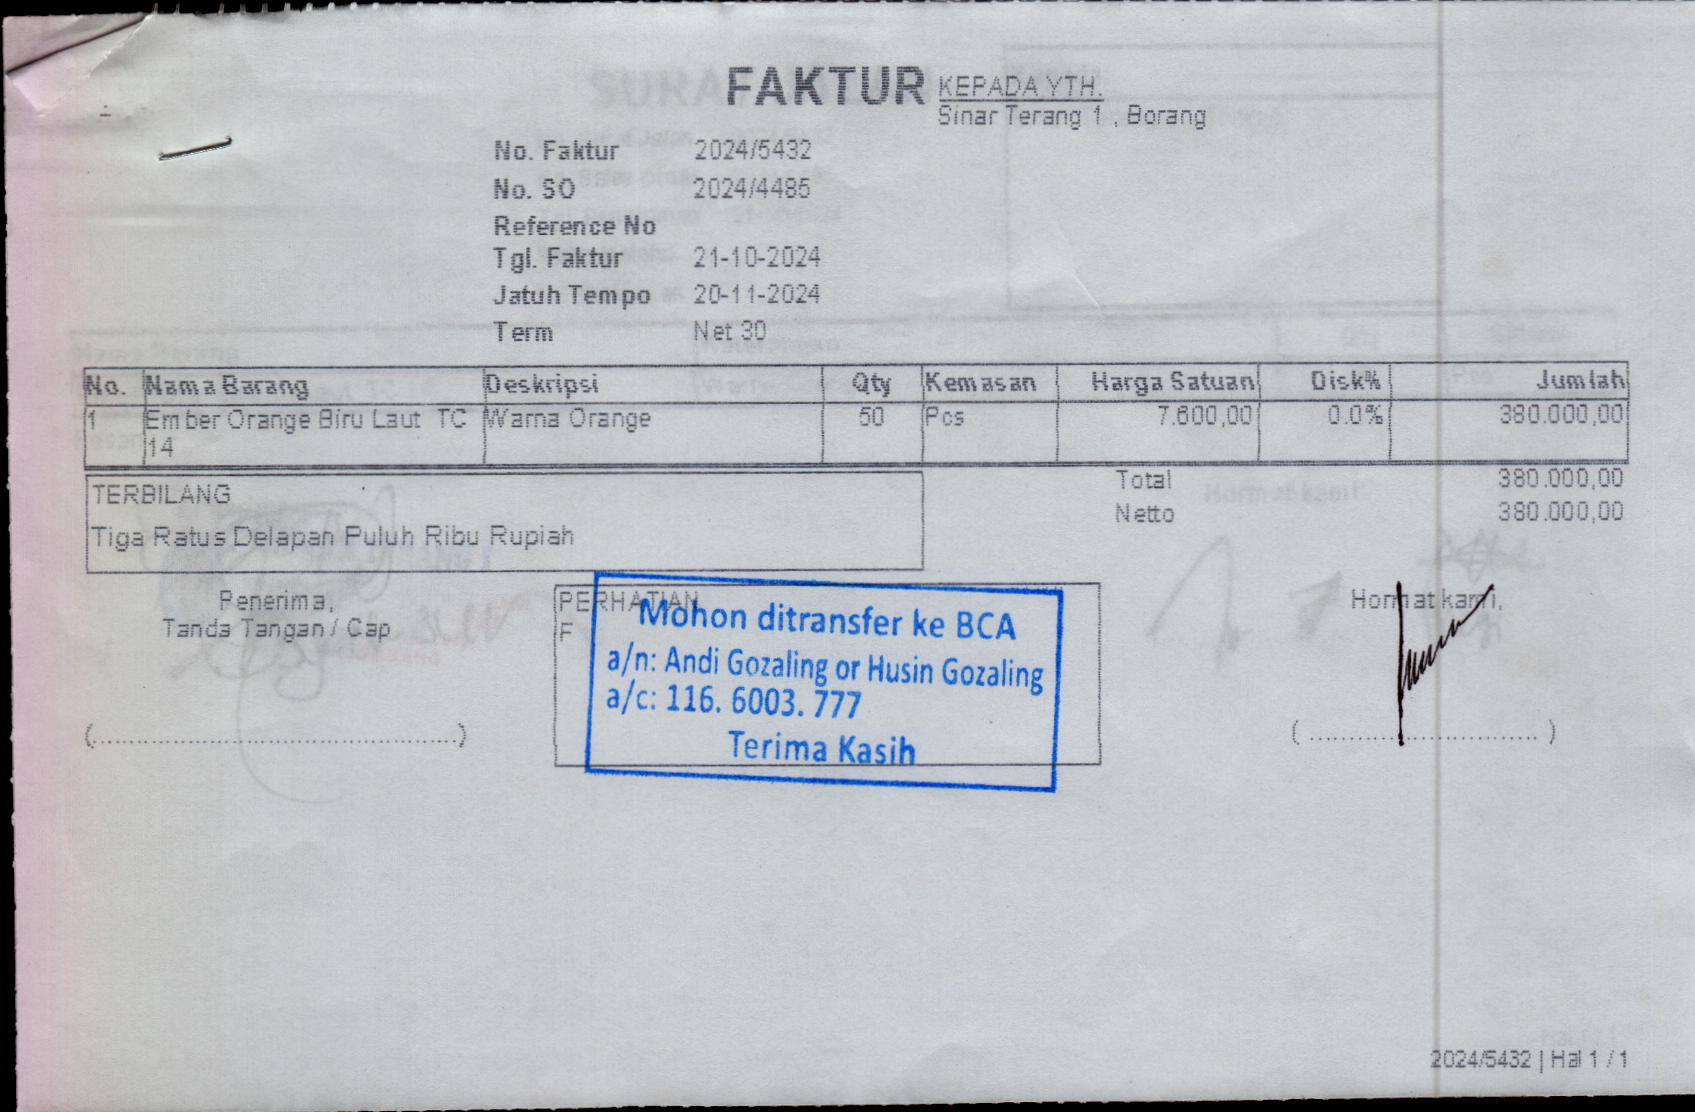 FAKTUR
KEPADA YTH.
Sinar Terang 1 , Borang
No. Faktur 2024/5432
No. SO 2024/4485
Reference No
Tgl. Faktur 21-10-2024
Jatuh Tempo 20-11-2024
Term Net 30
No. Nama Barang Deskripsi Qty Kemasan Harga Satuan Disk% Jumlah
1 Ember Orange Biru Laut TC Warna Orange 50 Pcs 7.600,00 0.0% 380.000,00
14
Total 380.000,00
Netto 380.000,00
TERBILANG
Tiga Ratus Delapan Puluh Ribu Rupiah
Penerima,
Tanda Tangan / Cap
(............................................)
PERHATIAN
F
Mohon ditransfer ke BCA
a/n: Andi Gozaling or Husin Gozaling
a/c: 116. 6003. 777
Terima Kasih
Hormat kami,
( ............................ )
2024/5432 | Hal 1 / 1